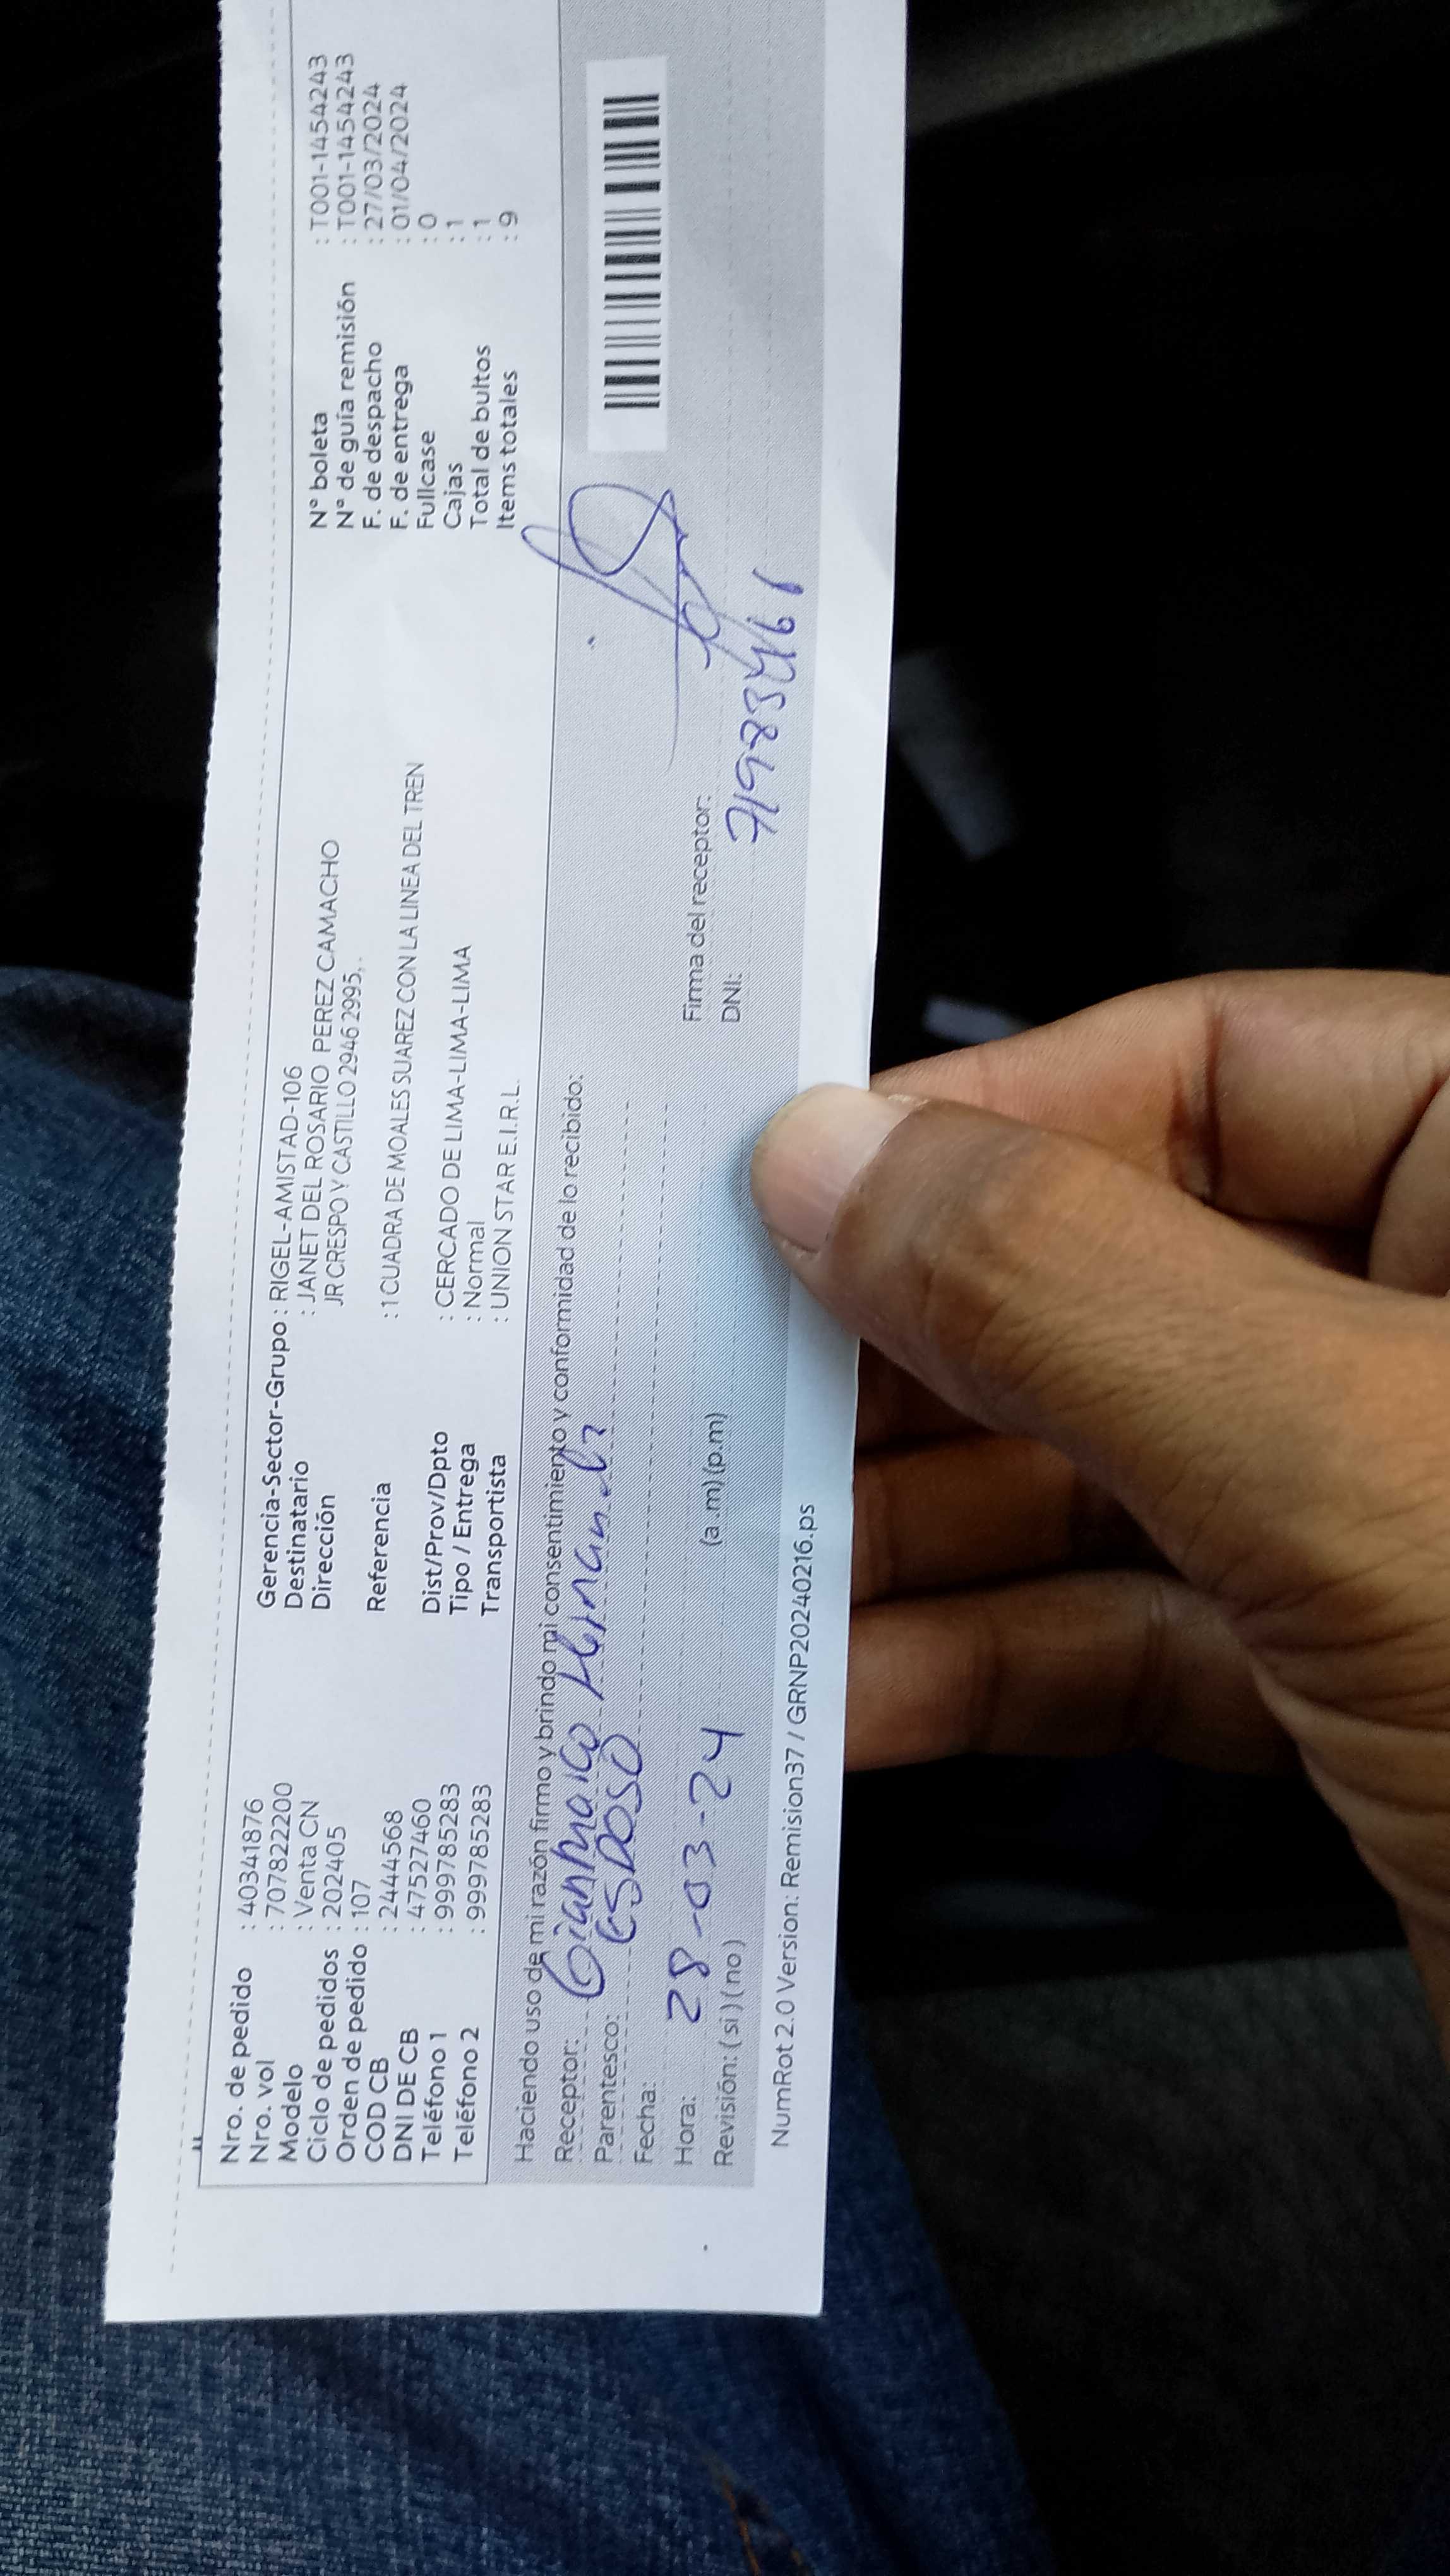 Nro. de pedido : 40341876
Nro. vol : 707822200
Modelo : Venta CN
Ciclo de pedidos : 202405
Orden de pedido : 107
COD CB : 2444568
DNI DE CB : 47527460
Teléfono 1 : 999785283
Teléfono 2 : 999785283
Gerencia-Sector-Grupo : RIGEL-AMISTAD-106
Destinatario : JANET DEL ROSARIO PEREZ CAMACHO
Dirección JR CRESPO Y CASTILLO 2946 2995,.
Referencia : 1 CUADRA DE MOALES SUAREZ CON LA LINEA DEL TREN
Dist/Prov/Dpto : CERCADO DE LIMA-LIMA-LIMA
Tipo / Entrega : Normal
Transportista : UNION STAR E.I.R.L.
N° boleta : T001-1454243
N° de guía remisión : T001-1454243
F. de despacho : 27/03/2024
F. de entrega : 01/04/2024
Fullcase : 0
Cajas : 1
Total de bultos : 1
Items totales : 9
Haciendo uso de mi razón firmo y brindo mi consentimiento y conformidad de lo recibido:
Receptor: Gianmaico
Parentesco: ESPOSO
Fecha: 28-03-24
Hora: (a.m) (p.m)
Revisión: ( si ) ( no )
Firma del receptor:
DNI: 71983461
NumRot 2.0 Version: Remision37 / GRNP20240216.ps